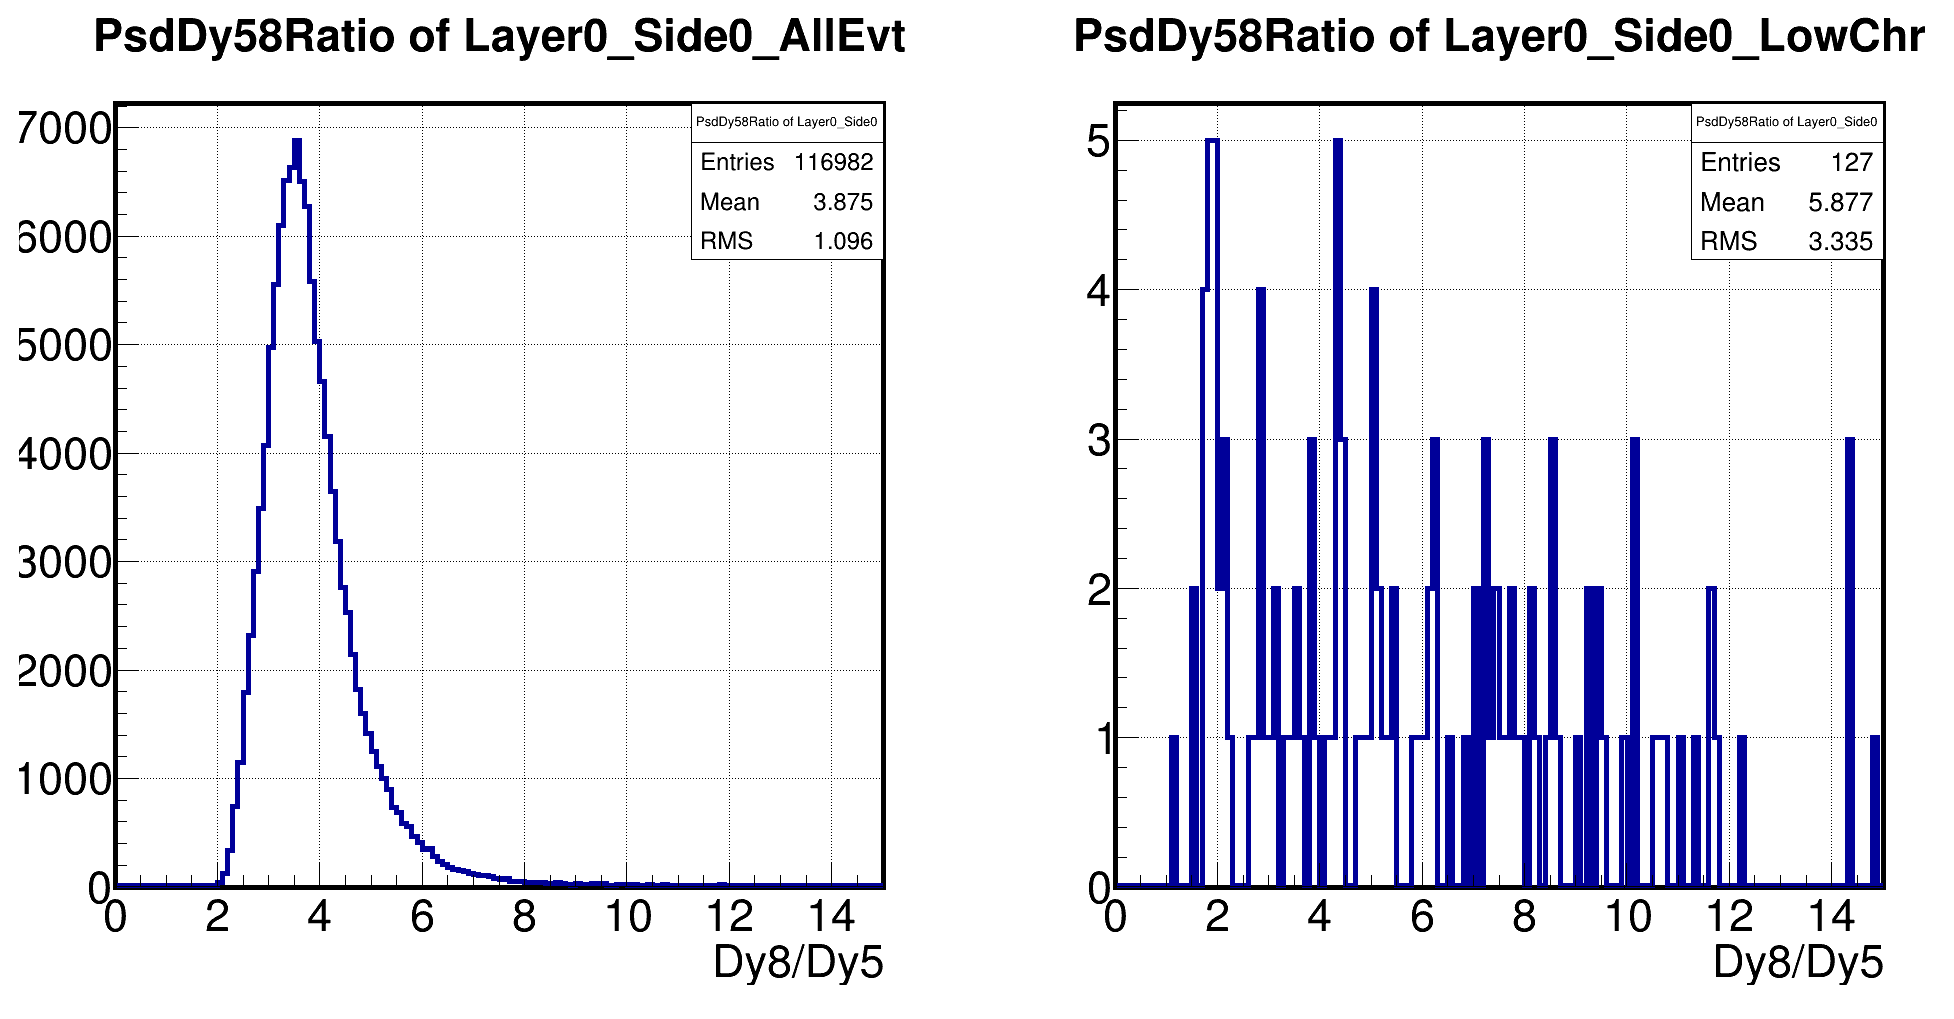 PsdDy58Ratio of Layer0_Side0_AllEvt
PsdDy58Ratio of Layer0_Side0
Entries 116982
Mean 3.875
RMS 1.096
7000
6000
5000
4000
3000
2000
1000
0
0 2 4 6 8 10 12 14
Dy8/Dy5
PsdDy58Ratio of Layer0_Side0_LowChr
PsdDy58Ratio of Layer0_Side0
Entries 127
Mean 5.877
RMS 3.335
5
4
3
2
1
0
0 2 4 6 8 10 12 14
Dy8/Dy5